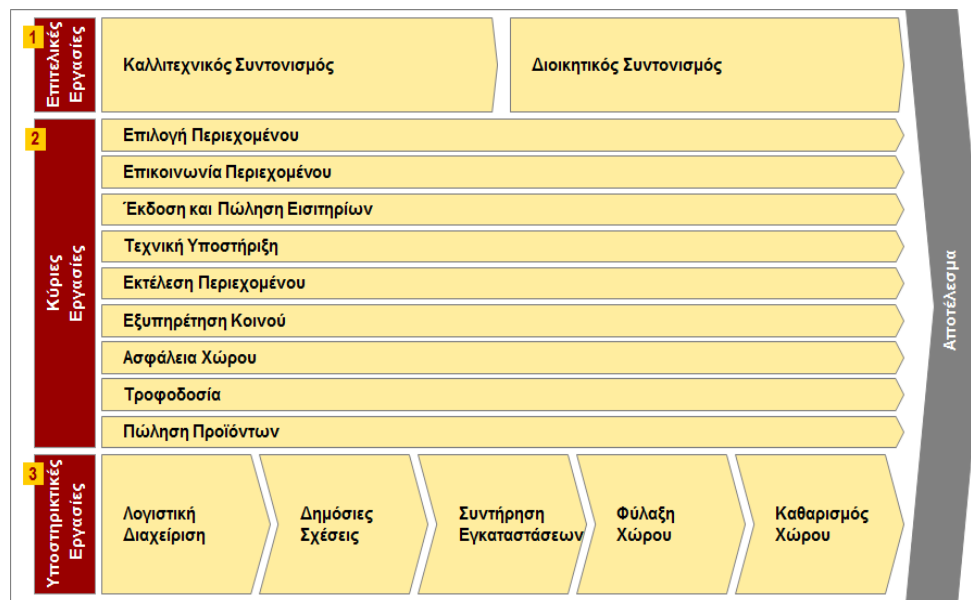 1
Επιτελικές
Εργασίες
Καλλιτεχνικός Συντονισμός
Διοικητικός Συντονισμός
2
Κύριες
Εργασίες
Επιλογή Περιεχομένου
Επικοινωνία Περιεχομένου
Έκδοση και Πώληση Εισιτηρίων
Τεχνική Υποστήριξη
Εκτέλεση Περιεχομένου
Εξυπηρέτηση Κοινού
Ασφάλεια Χώρου
Τροφοδοσία
Πώληση Προϊόντων
3
Υποστηρικτικές
Εργασίες
Λογιστική
Διαχείριση
Δημόσιες
Σχέσεις
Συντήρηση
Εγκαταστάσεων
Φύλαξη
Χώρου
Καθαρισμός
Χώρου
Αποτέλεσμα